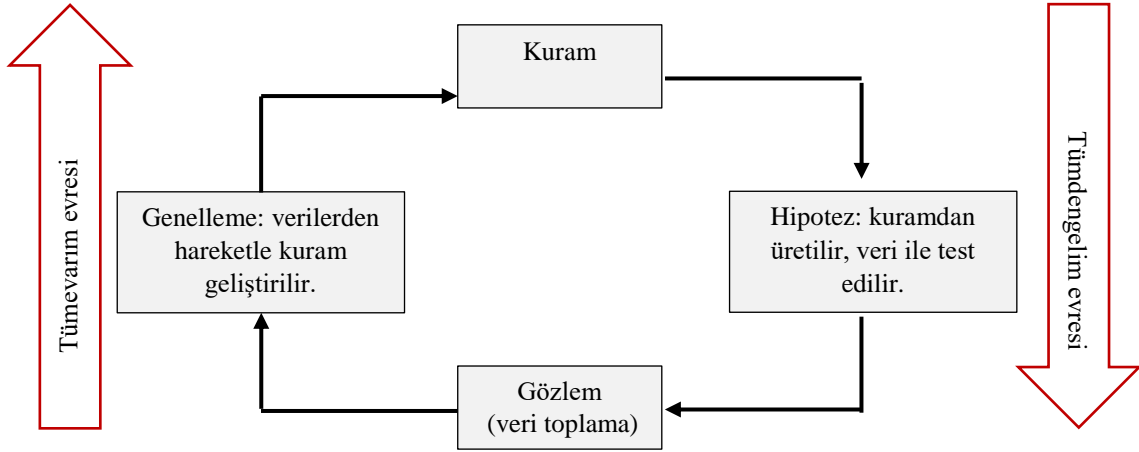 Kuram
Tümevarım evresi
Genelleme: verilerden
hareketle kuram
geliştirilir.
Hipotez: kuramdan
üretilir, veri ile test
edilir.
Tümdengelim evresi
Gözlem
(veri toplama)